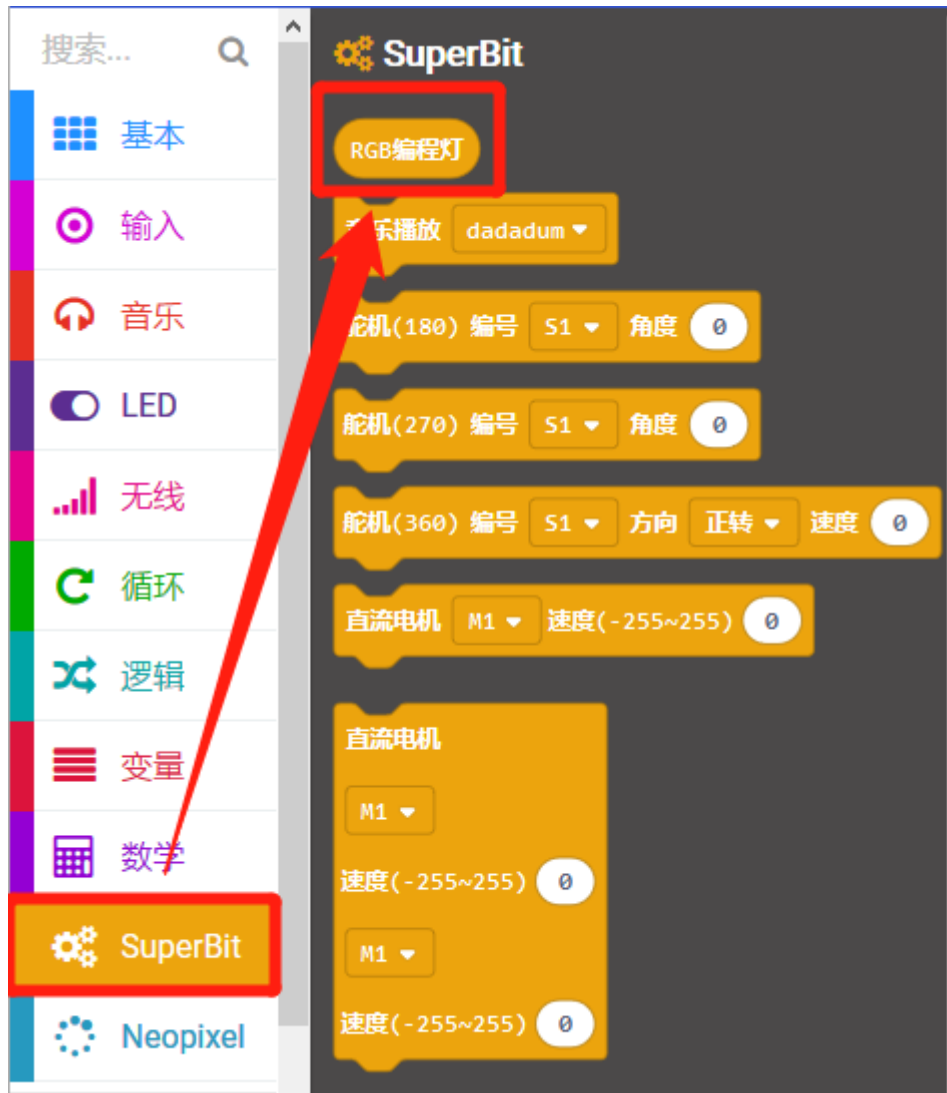 搜索...
基本
输入
音乐
LED
无线
循环
逻辑
变量
数学
SuperBit
Neopixel
SuperBit
RGB编程灯
音乐播放 dadadum
舵机(180) 编号 S1 角度 0
舵机(270) 编号 S1 角度 0
舵机(360) 编号 S1 方向 正转 速度 0
直流电机 M1 速度(-255~255) 0
直流电机
M1
速度(-255~255) 0
M1
速度(-255~255) 0